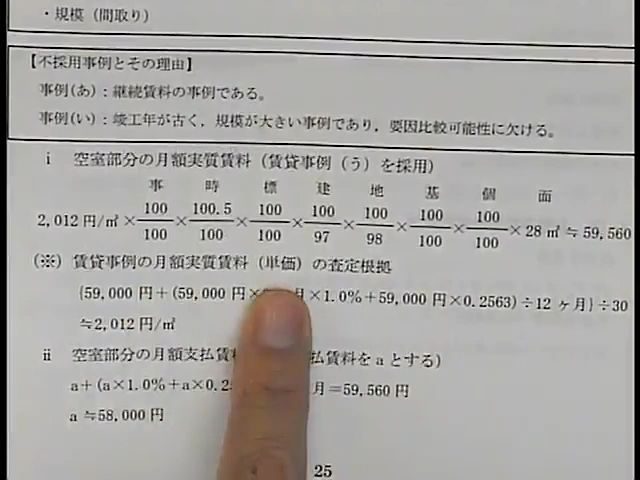 ・規模（間取り）
【不採用事例とその理由】
事例(あ)：継続賃料の事例である。
事例(い)：竣工年が古く，規模が大きい事例であり，要因比較可能性に欠ける。
i 空室部分の月額実質賃料（賃貸事例（う）を採用）
事 時 標 建 地 基 個 面
2,012 円/㎡×100/100×100.5/100×100/100×100/97×100/98×100/100×100/100×28 ㎡≒59,560
(※) 賃貸事例の月額実質賃料（単価）の査定根拠
{59,000 円＋(59,000 円× 月×1.0%＋59,000 円×0.2563)÷12 ヶ月}÷30
≒2,012 円/㎡
ii 空室部分の月額支払賃 払賃料を a とする)
a＋(a×1.0%＋a×0.2 月＝59,560 円
a ≒58,000 円
25